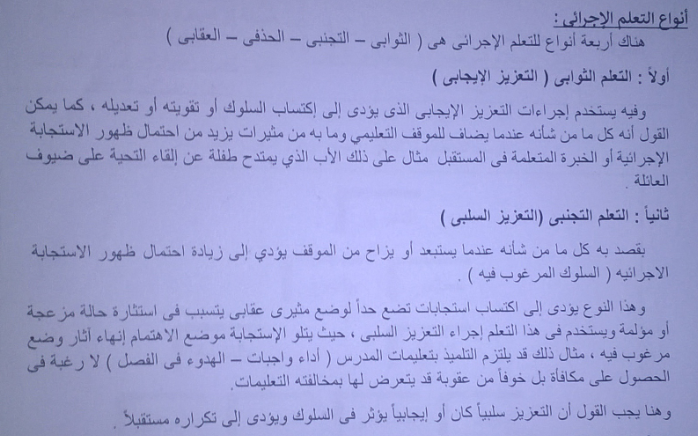 أنواع التعلم الإجرائى :
هناك أربعة أنواع للتعلم الإجرائى هى ( الثوابى – التجنبى – الحذفى – العقابى )
أولاً : التعلم الثوابى ( التعزيز الإيجابى )
وفيه يستخدم إجراءات التعزيز الإيجابى الذى يؤدى إلى إكتساب السلوك أو تقويته أو تعديله ، كما يمكن
القول أنه كل ما من شأنه عندما يضاف للموقف التعليمي وما به من مثيرات يزيد من احتمال ظهور الاستجابة
الإجرائية أو الخبرة المتعلمة فى المستقبل مثال على ذلك الأب الذي يمتدح طفلة عن إلقاء التحية على ضيوف
العائلة .
ثانياً : التعلم التجنبى (التعزيز السلبى )
يقصد به كل ما من شأنه عندما يستبعد أو يزاح من الموقف يؤدي إلى زيادة احتمال ظهور الاستجابة
الاجرائيه ( السلوك المرغوب فيه ) .
وهذا النوع يؤدى إلى اكتساب استجابات تضع حداً لوضع مثيرى عقابى يتسبب فى استثارة حالة مزعجة
أو مؤلمة ويستخدم فى هذا التعلم إجراء التعزيز السلبى ، حيث يتلو الإستجابة موضع الاهتمام إنهاء أثار وضع
مرغوب فيه ، مثال ذلك قد يلتزم التلميذ بتعليمات المدرس ( أداء واجبات – الهدوء فى الفصل ) لا رغبة فى
الحصول على مكافأة بل خوفاً من عقوبة قد يتعرض لها بمخالفته التعليمات.
وهنا يجب القول أن التعزيز سلبياً كان أو إيجابياً يؤثر فى السلوك ويؤدى إلى تكراره مستقبلاً .